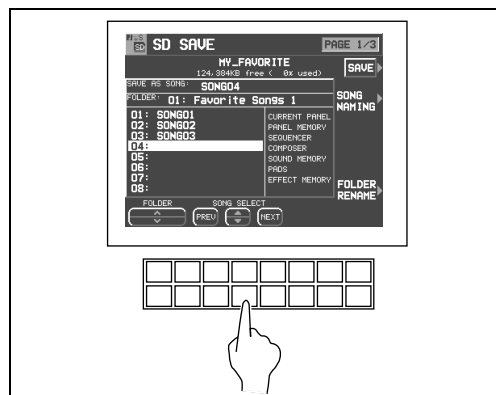 SD SD SAVE PAGE 1/3
MY_FAVORITE
124,384KB free ( 0% used)
SAVE
SAVE AS SONG: SONG04
FOLDER: 01: Favorite Songs 1
SONG NAMING
01: SONG01
02: SONG02
03: SONG03
04:
05:
06:
07:
08:
CURRENT PANEL
PANEL MEMORY
SEQUENCER
COMPOSER
SOUND MEMORY
PADS
EFFECT MEMORY
FOLDER RENAME
FOLDER SONG SELECT
PREV NEXT